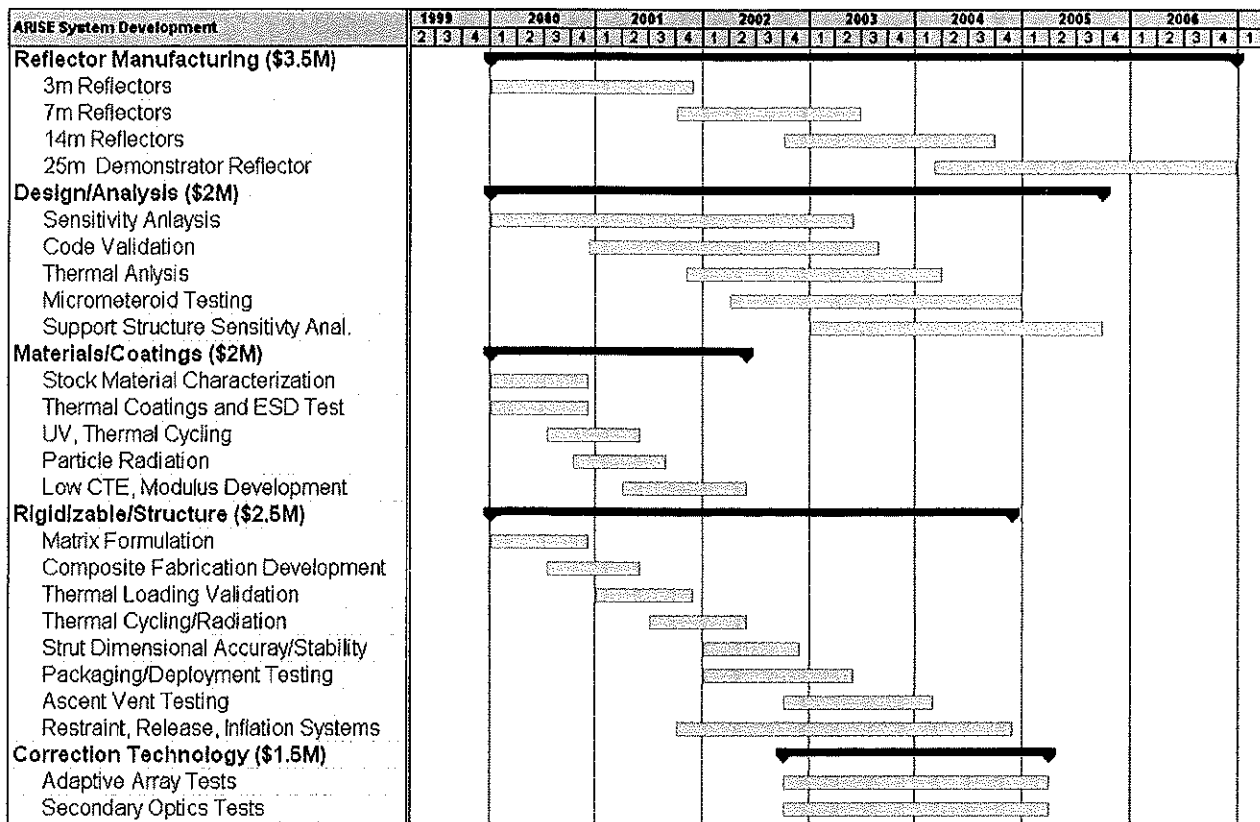 ARISE System Development 1999 2000 2001 2002 2003 2004 2005 2006
2 3 4 1 2 3 4 1 2 3 4 1 2 3 4 1 2 3 4 1 2 3 4 1 2 3 4 1 2 3 4 1
Reflector Manufacturing ($3.5M)
3m Reflectors
7m Reflectors
14m Reflectors
25m Demonstrator Reflector
Design/Analysis ($2M)
Sensitivity Anlaysis
Code Validation
Thermal Anlysis
Micrometeroid Testing
Support Structure Sensitivty Anal.
Materials/Coatings ($2M)
Stock Material Characterization
Thermal Coatings and ESD Test
UV, Thermal Cycling
Particle Radiation
Low CTE, Modulus Development
Rigidizable/Structure ($2.5M)
Matrix Formulation
Composite Fabrication Development
Thermal Loading Validation
Thermal Cycling/Radiation
Strut Dimensional Accuray/Stability
Packaging/Deployment Testing
Ascent Vent Testing
Restraint, Release, Inflation Systems
Correction Technology ($1.5M)
Adaptive Array Tests
Secondary Optics Tests